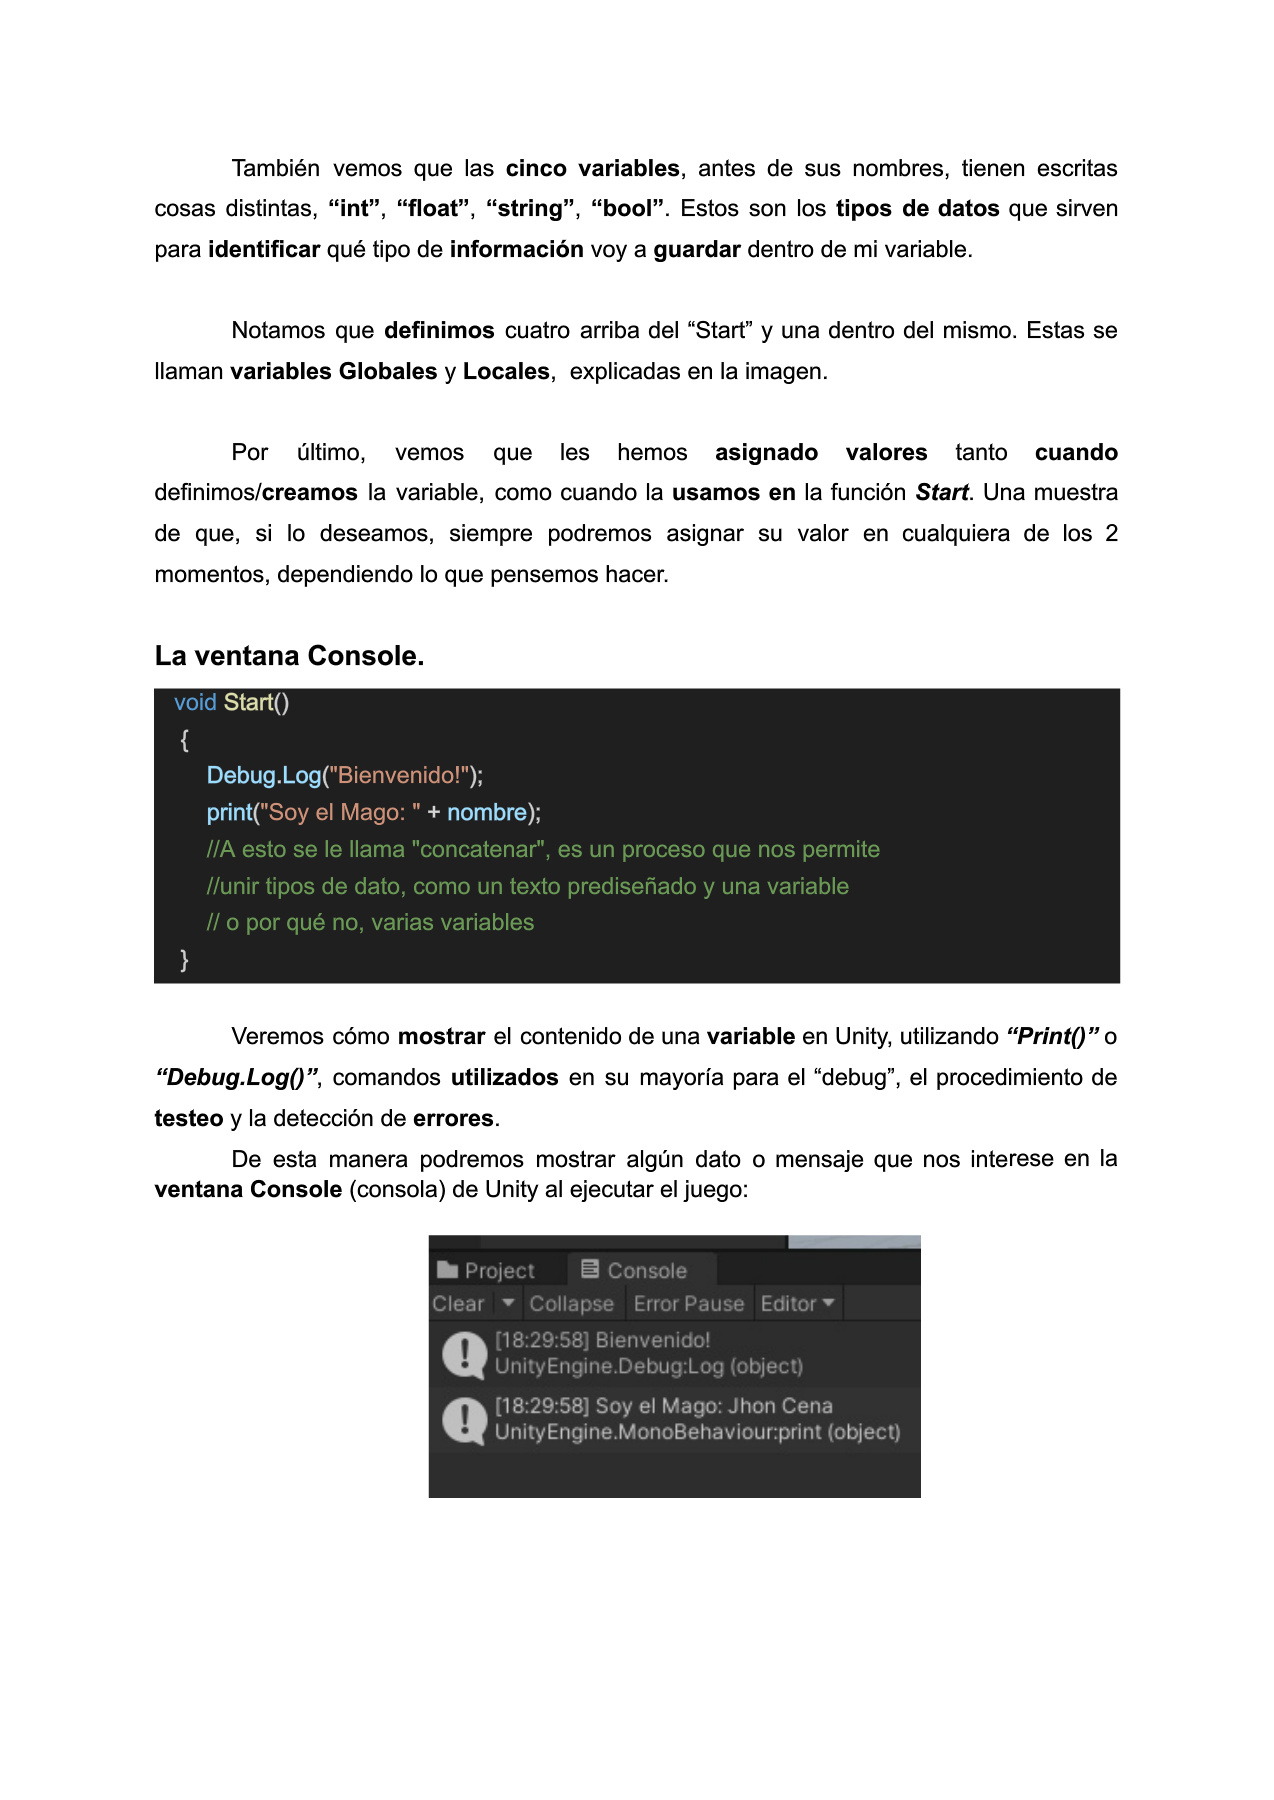 También vemos que las cinco variables, antes de sus nombres, tienen escritas
cosas distintas, “int”, “float”, “string”, “bool”. Estos son los tipos de datos que sirven
para identificar qué tipo de información voy a guardar dentro de mi variable.
Notamos que definimos cuatro arriba del “Start” y una dentro del mismo. Estas se
llaman variables Globales y Locales, explicadas en la imagen.
Por último, vemos que les hemos asignado valores tanto cuando
definimos/creamos la variable, como cuando la usamos en la función Start. Una muestra
de que, si lo deseamos, siempre podremos asignar su valor en cualquiera de los 2
momentos, dependiendo lo que pensemos hacer.
La ventana Console.
void Start()
{
Debug.Log("Bienvenido!");
print("Soy el Mago: " + nombre);
//A esto se le llama "concatenar", es un proceso que nos permite
//unir tipos de dato, como un texto prediseñado y una variable
// o por qué no, varias variables
}
Veremos cómo mostrar el contenido de una variable en Unity, utilizando “Print()” o
“Debug.Log()”, comandos utilizados en su mayoría para el “debug”, el procedimiento de
testeo y la detección de errores.
De esta manera podremos mostrar algún dato o mensaje que nos interese en la
ventana Console (consola) de Unity al ejecutar el juego:
Project Console
Clear Collapse Error Pause Editor
[18:29:58] Bienvenido!
UnityEngine.Debug:Log (object)
[18:29:58] Soy el Mago: Jhon Cena
UnityEngine.MonoBehaviour:print (object)